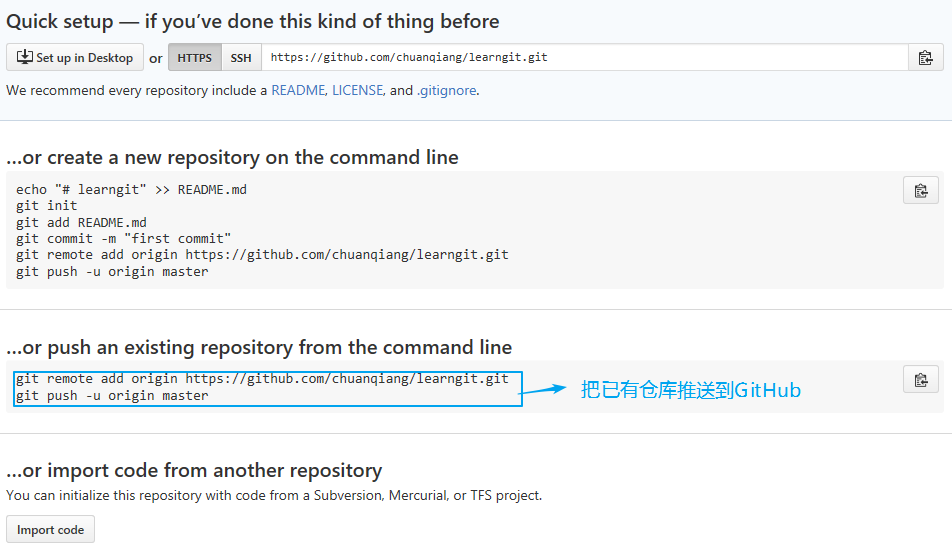 Quick setup — if you’ve done this kind of thing before
Set up in Desktop or HTTPS SSH https://github.com/chuanqiang/learngit.git
We recommend every repository include a README, LICENSE, and .gitignore.
…or create a new repository on the command line
echo "# learngit" >> README.md
git init
git add README.md
git commit -m "first commit"
git remote add origin https://github.com/chuanqiang/learngit.git
git push -u origin master
…or push an existing repository from the command line
git remote add origin https://github.com/chuanqiang/learngit.git
git push -u origin master
把已有仓库推送到GitHub
…or import code from another repository
You can initialize this repository with code from a Subversion, Mercurial, or TFS project.
Import code